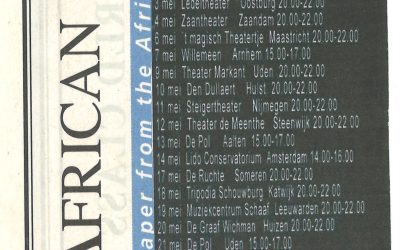 AFRICAN
aper from the Afri
3 mei Ledeltheater Oostburg 20.00-22.00
4 mei Zaantheater Zaandam 20.00-22.00
6 mei 't magisch Theatertje Maastricht 20.00-22.00
7 mei Willemeen Arnhem 15.00-17.00
9 mei Theater Markant Uden 20.00-22.00
10 mei Den Dullaert Hulst 20.00-22.00
11 mei Steigertheater Nijmegen 20.00-22.00
12 mei Theater de Meenthe Steenwijk 20.00-22.00
13 mei De Pol Aalten 15.00-17.00
14 mei Lido Conservatorium Amsterdam 14.00-16.00
17 mei De Ruchte Someren 20.00-22.00
18 mei Tripodia Schouwburg Katwijk 20.00-22.00
19 mei Muziekcentrum Schaaf Leeuwarden 20.00-22.00
20 mei De Graaf Wichman Huizen 20.00-22.00
21 mei De Pol Uden 15.00-17.00